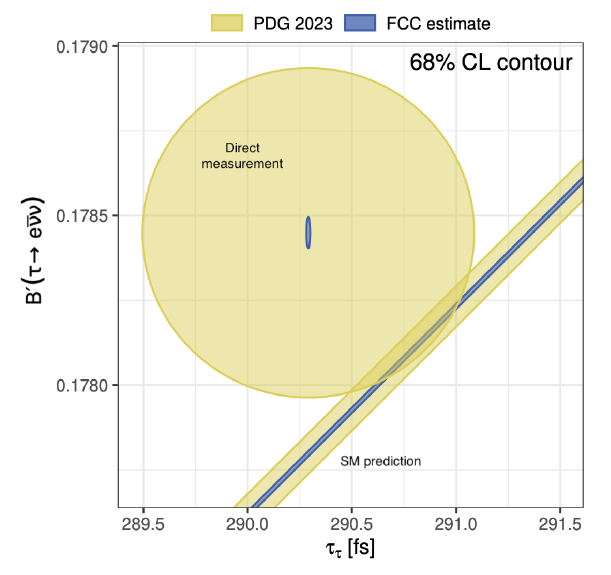 PDG 2023 FCC estimate
68% CL contour
0.1790
Direct
measurement
0.1785
B′(τ→ eν̅ν)
0.1780
SM prediction
289.5 290.0 290.5 291.0 291.5
ττ [fs]